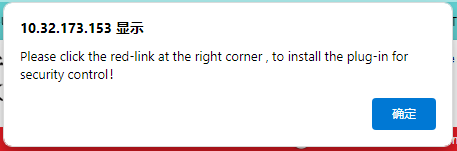 10.32.173.153 显示
Please click the red-link at the right corner , to install the plug-in for
security control!
确定